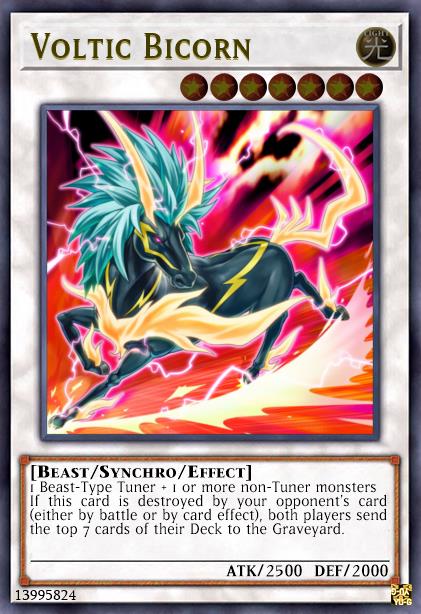 Voltic Bicorn
LIGHT
光
[Beast/Synchro/Effect]
1 Beast-Type Tuner + 1 or more non-Tuner monsters
If this card is destroyed by your opponent's card
(either by battle or by card effect), both players send
the top 7 cards of their Deck to the Graveyard.
ATK/2500 DEF/2000
13995824